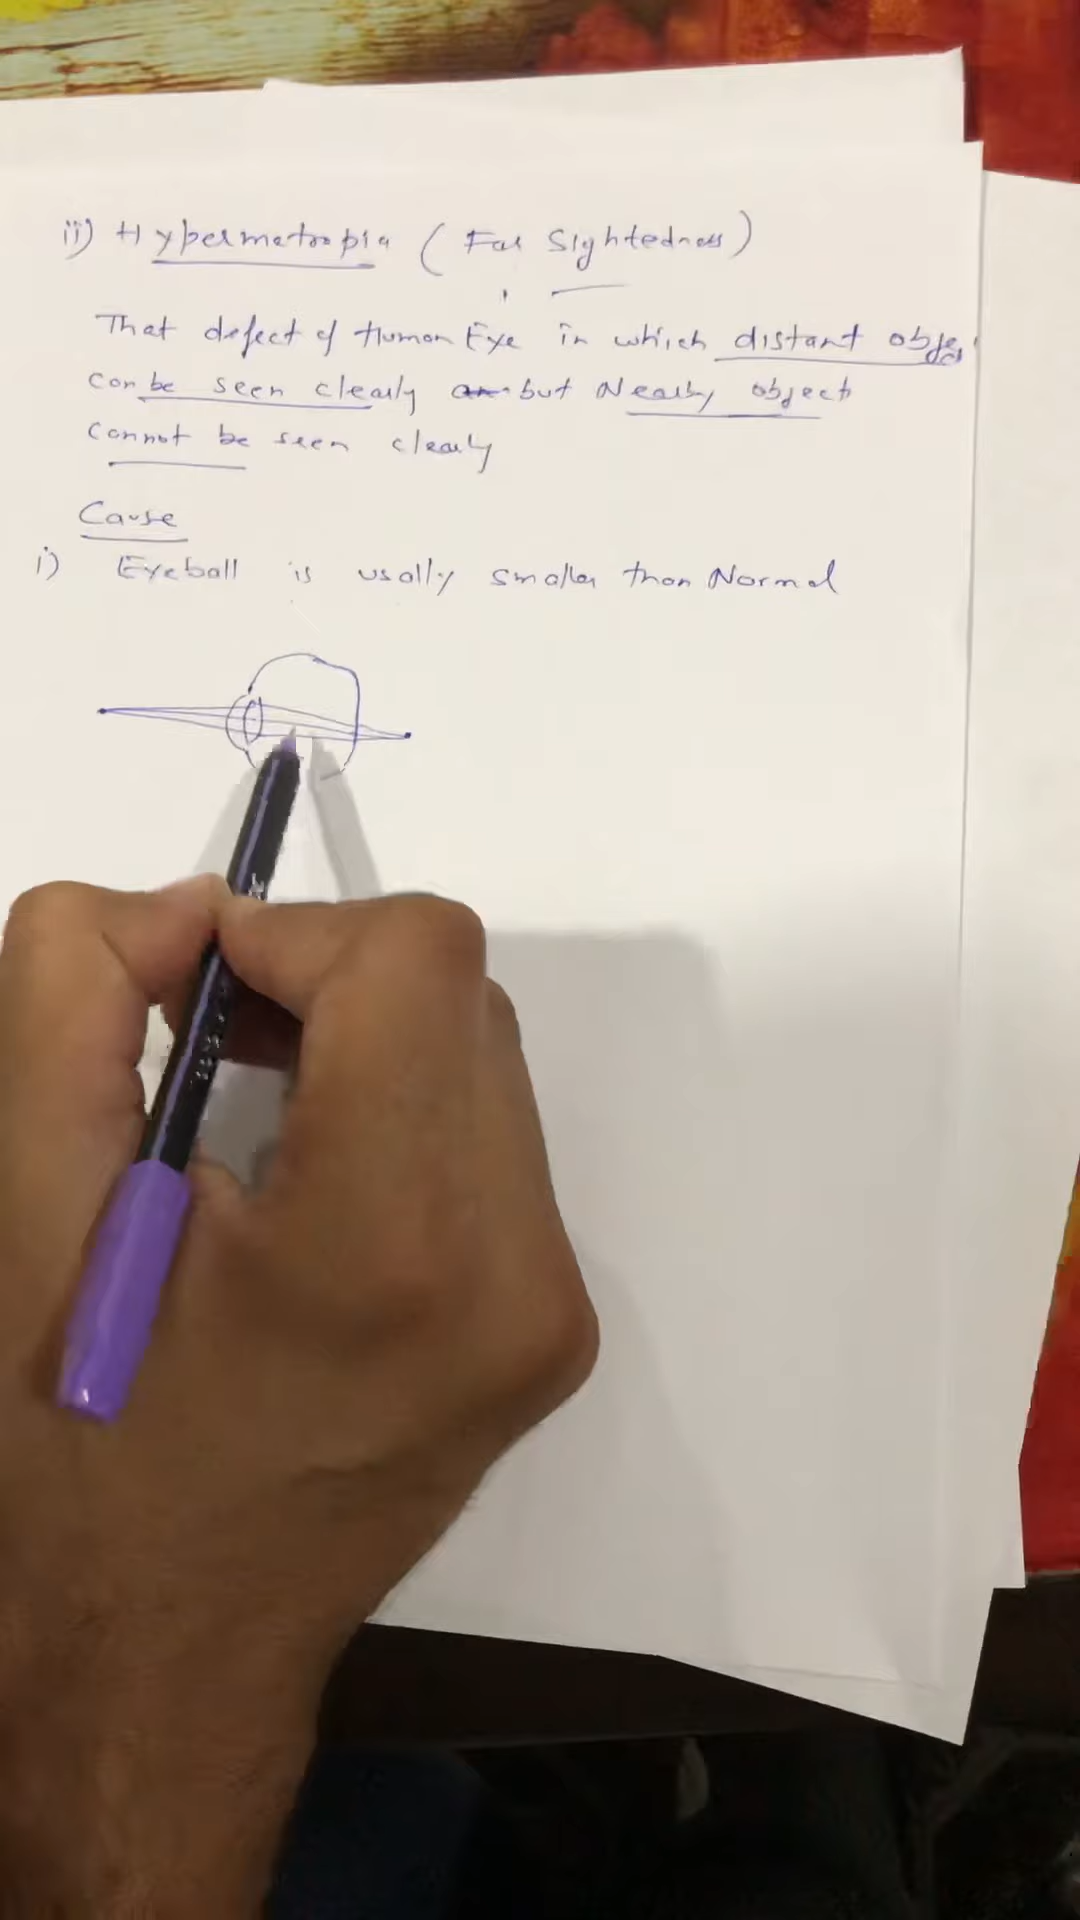 ii) Hypermetropia (Far Sightedness)
That defect of Human Eye in which distant objec
can be seen clearly but Nearby object
cannot be seen clearly
Cause
i) Eyeball is usally smaller than Normal